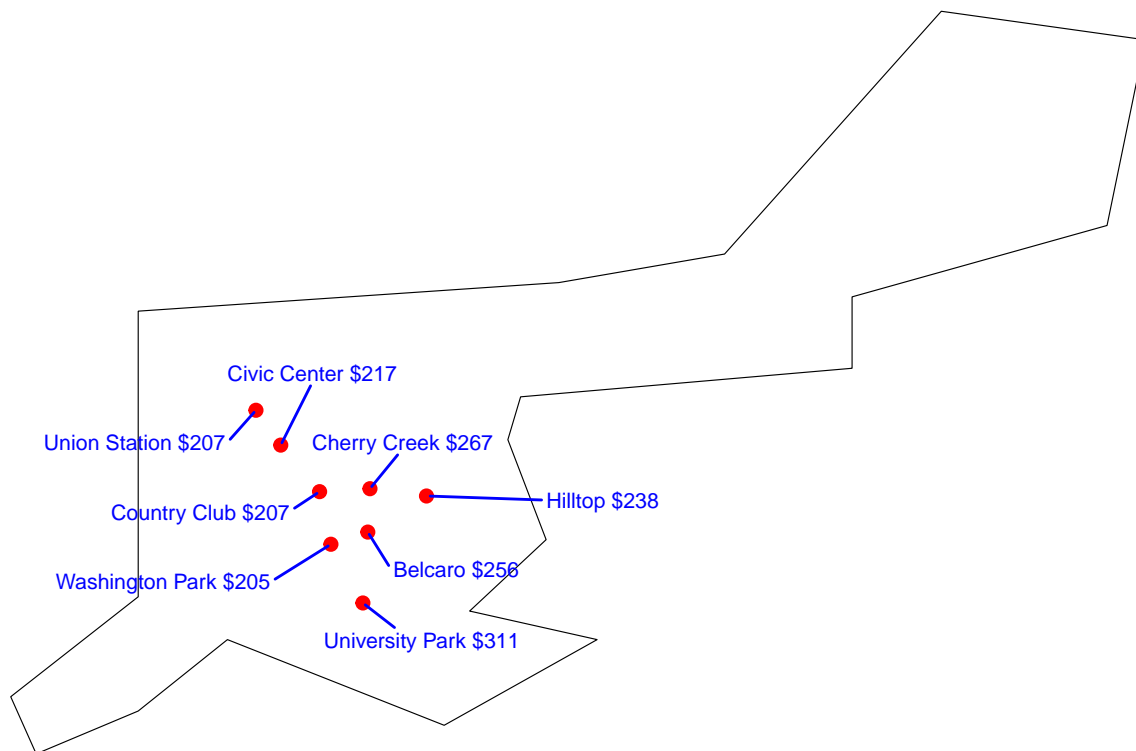 Civic Center $217
Union Station $207
Cherry Creek $267
Hilltop $238
Country Club $207
Belcaro $256
Washington Park $205
University Park $311